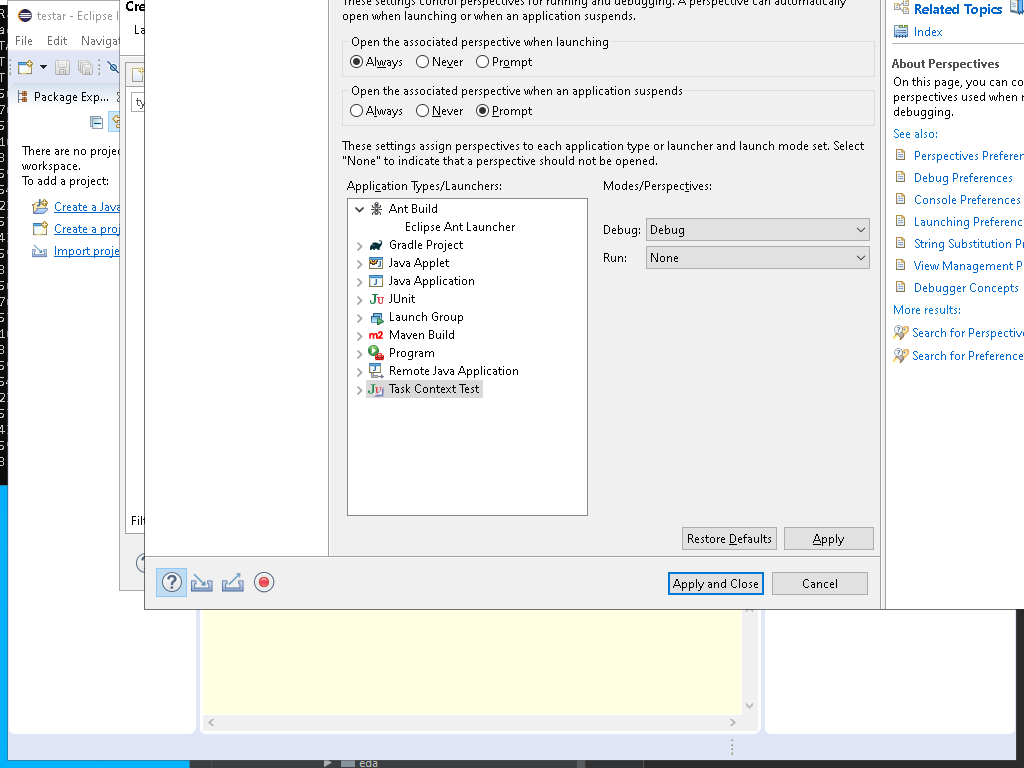 testar - Eclipse
File Edit Naviga
Package Exp...
There are no proje
workspace.
To add a project:
Create a Java
Create a proj
Import proje
Cre
La
ty
Filt
These settings control perspectives for running and debugging. A perspective can automatically
open when launching or when an application suspends.
Open the associated perspective when launching
Always Never Prompt
Open the associated perspective when an application suspends
Always Never Prompt
These settings assign perspectives to each application type or launcher and launch mode set. Select
"None" to indicate that a perspective should not be opened.
Application Types/Launchers:
Ant Build
Eclipse Ant Launcher
Gradle Project
Java Applet
Java Application
JUnit
Launch Group
Maven Build
Program
Remote Java Application
Task Context Test
Modes/Perspectives:
Debug: Debug
Run: None
Restore Defaults Apply
Apply and Close Cancel
Related Topics
Index
About Perspectives
On this page, you can co
perspectives used when r
debugging.
See also:
Perspectives Preferen
Debug Preferences
Console Preferences
Launching Preferenc
String Substitution Pr
View Management P
Debugger Concepts
More results:
Search for Perspective
Search for Preference
eda